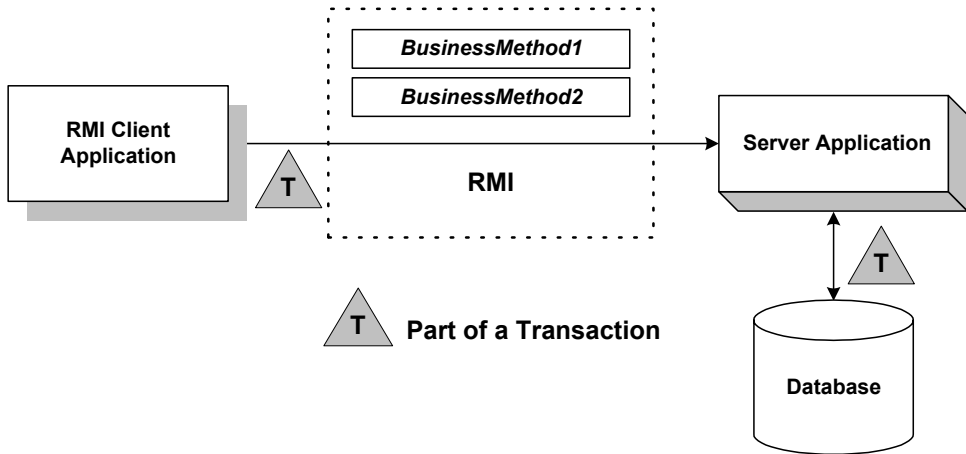 BusinessMethod1
BusinessMethod2
RMI Client
Application
Server Application
T
RMI
T
T
Part of a Transaction
Database